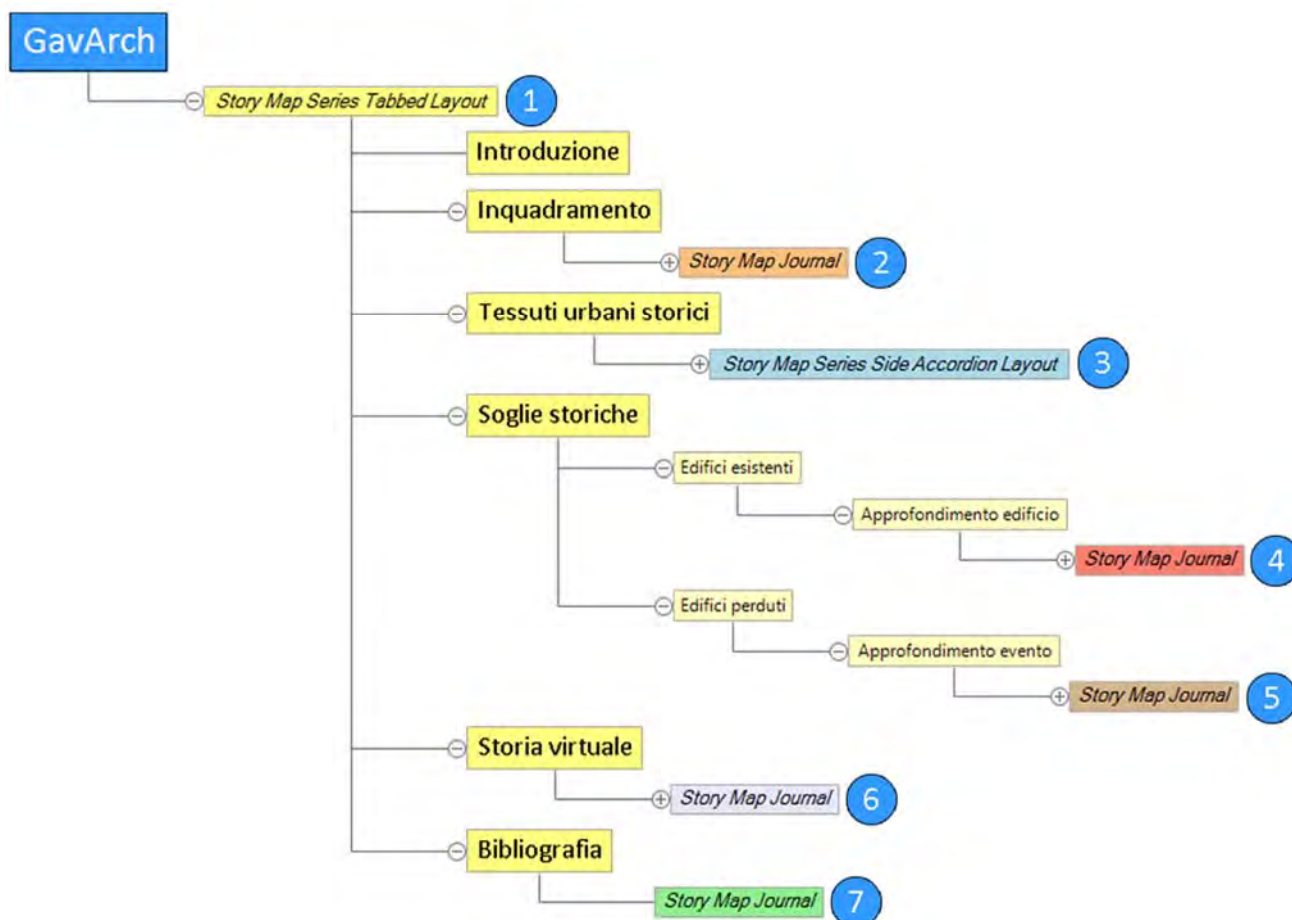 GavArch
Story Map Series Tabbed Layout 1
Introduzione
Inquadramento
Story Map Journal 2
Tessuti urbani storici
Story Map Series Side Accordion Layout 3
Soglie storiche
Edifici esistenti
Approfondimento edificio
Story Map Journal 4
Edifici perduti
Approfondimento evento
Story Map Journal 5
Storia virtuale
Story Map Journal 6
Bibliografia
Story Map Journal 7